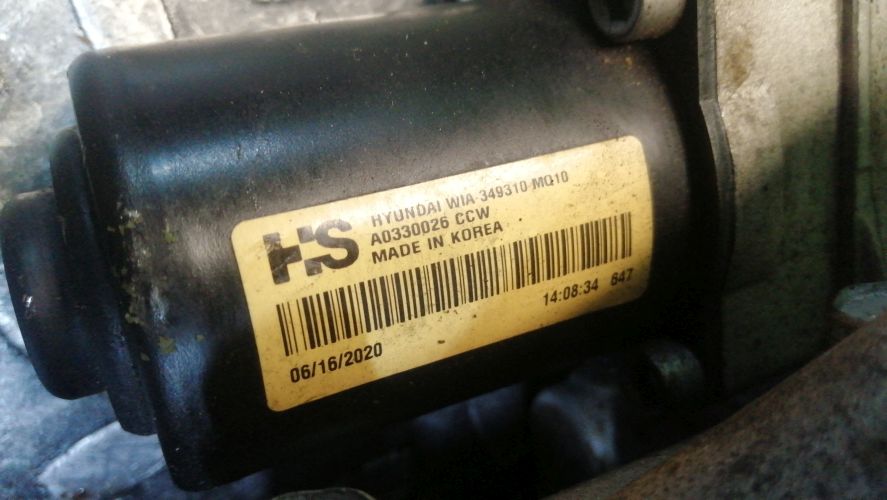 HS
HYUNDAI WIA-349310 MQ10
A0330026 CCW
MADE IN KOREA
14:08:34 647
06/16/2020